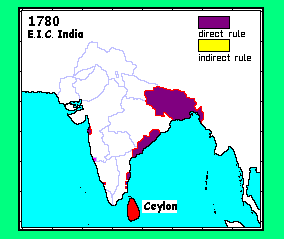 1780
E.I.C. India
direct rule
indirect rule
Ceylon